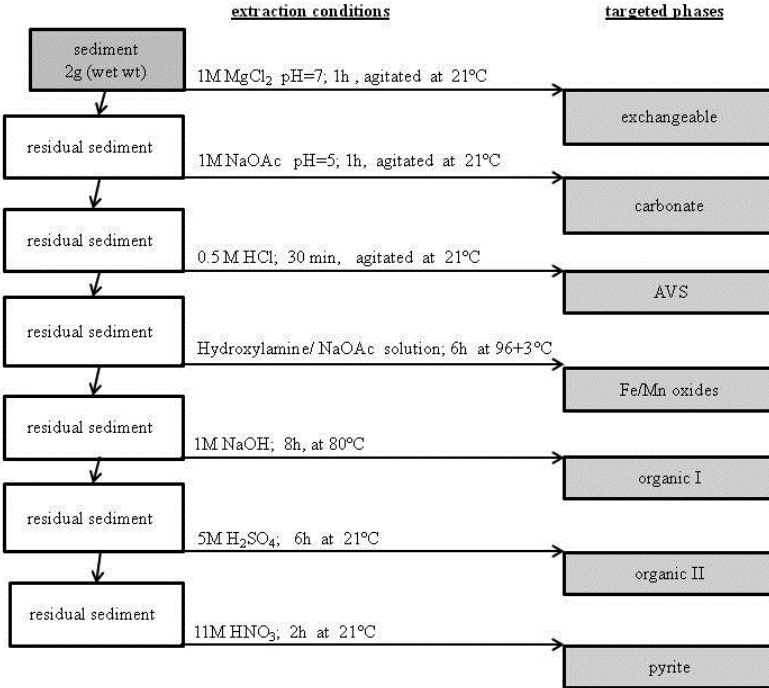 extraction conditions
targeted phases
sediment
2g (wet wt)
1M MgCl₂ pH=7; 1h , agitated at 21ºC
exchangeable
residual sediment
1M NaOAc pH=5; 1h, agitated at 21ºC
carbonate
residual sediment
0.5 M HCl; 30 min, agitated at 21ºC
AVS
residual sediment
Hydroxylamine/ NaOAc solution; 6h at 96+3ºC
Fe/Mn oxides
residual sediment
1M NaOH; 8h, at 80ºC
organic I
residual sediment
5M H₂SO₄; 6h at 21ºC
organic II
residual sediment
11M HNO₃; 2h at 21ºC
pyrite